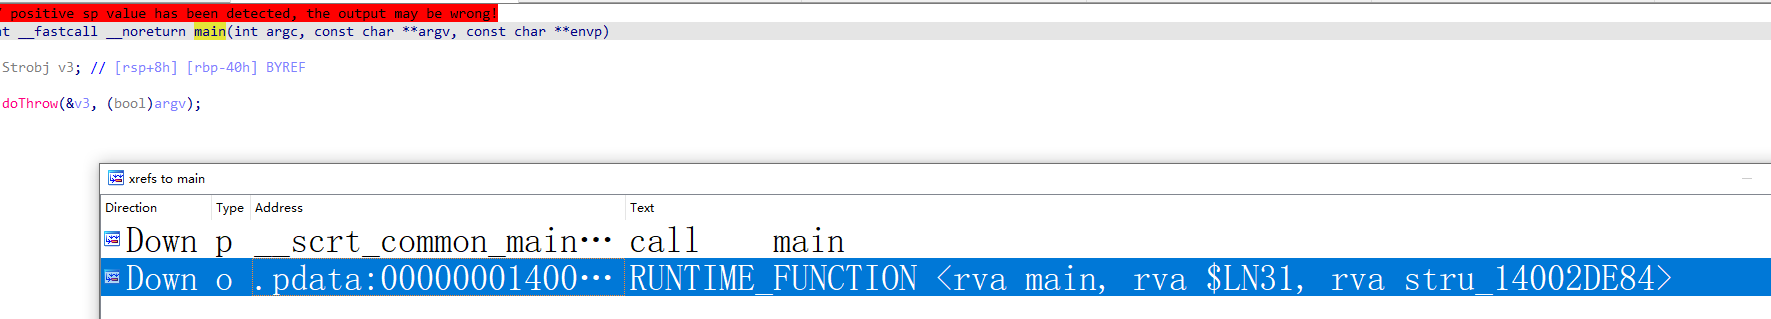 positive sp value has been detected, the output may be wrong!
__fastcall __noreturn main(int argc, const char **argv, const char **envp)
Strobj v3; // [rsp+8h] [rbp-40h] BYREF
doThrow(&v3, (bool)argv);
xrefs to main
Direction Type Address Text
Down p __scrt_common_main… call main
Down o .pdata:00000001400… RUNTIME_FUNCTION <rva main, rva $LN31, rva stru_14002DE84>